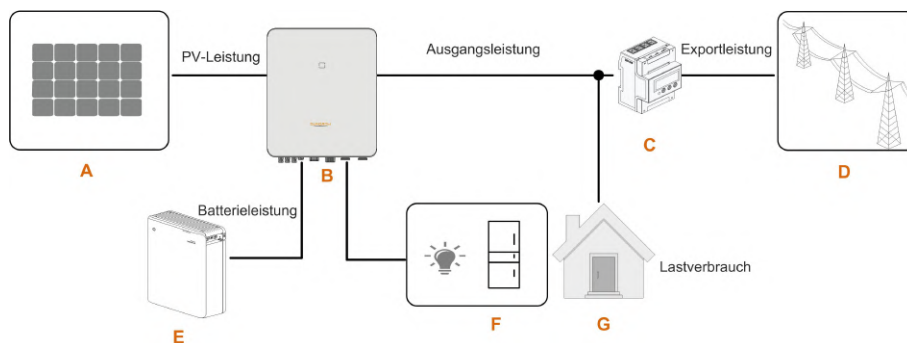 PV-Leistung
Ausgangsleistung
Exportleistung
A
B
C
D
Batterieleistung
Lastverbrauch
E
F
G